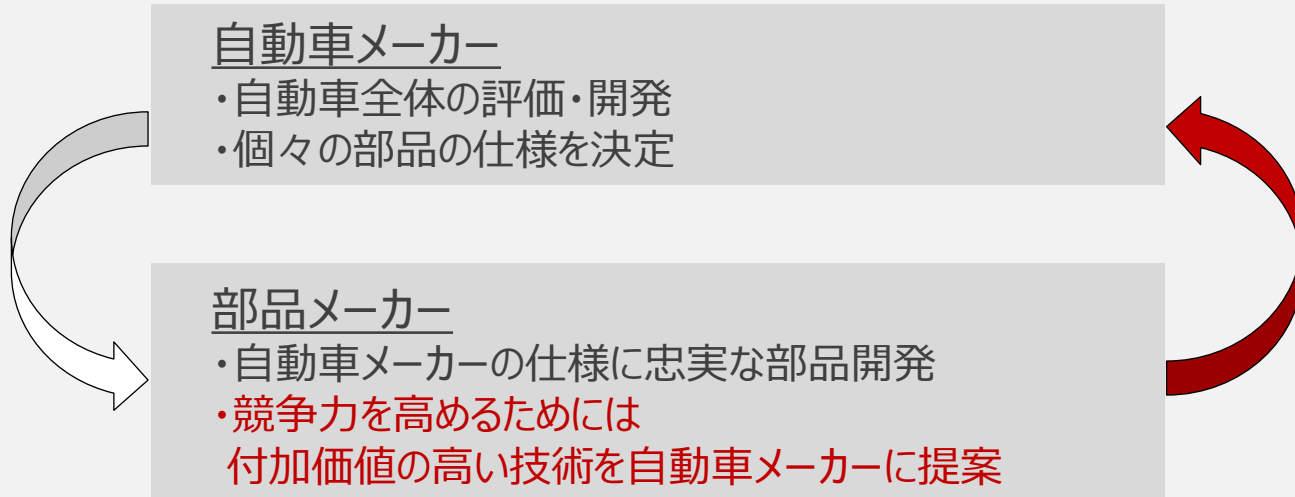 自動車メーカー
・自動車全体の評価・開発
・個々の部品の仕様を決定
部品メーカー
・自動車メーカーの仕様に忠実な部品開発
・競争力を高めるためには
付加価値の高い技術を自動車メーカーに提案